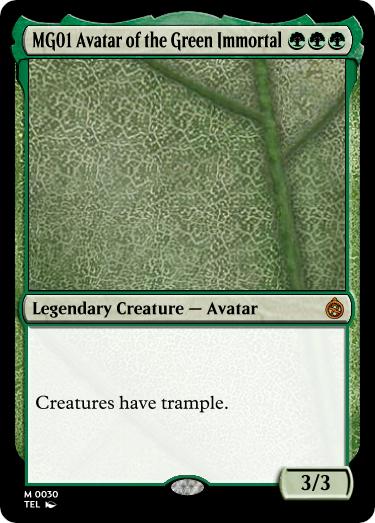 MG01 Avatar of the Green Immortal
Legendary Creature — Avatar
Creatures have trample.
3/3
M 0030
TEL